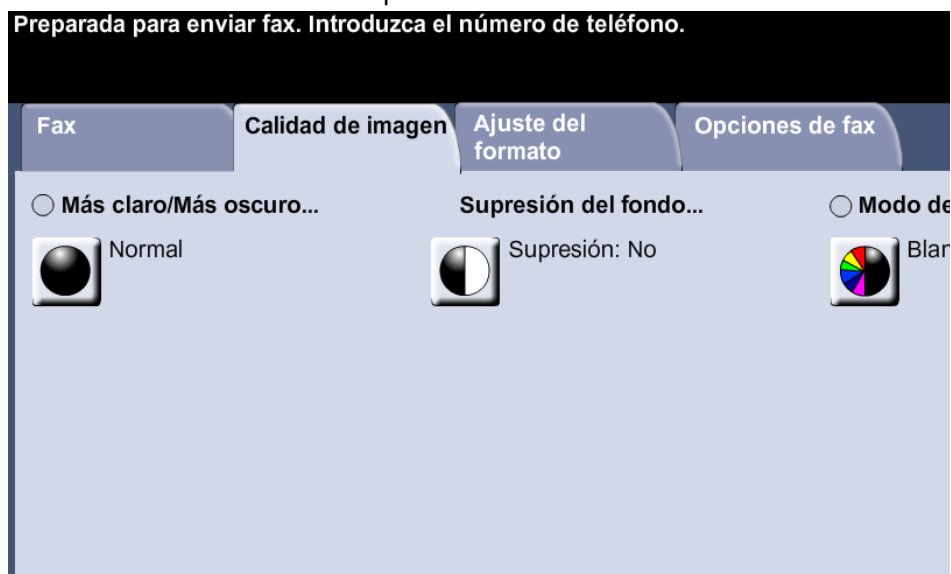 Preparada para enviar fax. Introduzca el número de teléfono.
Fax
Calidad de imagen
Ajuste del
formato
Opciones de fax
Más claro/Más oscuro...
Normal
Supresión del fondo...
Supresión: No
Modo de